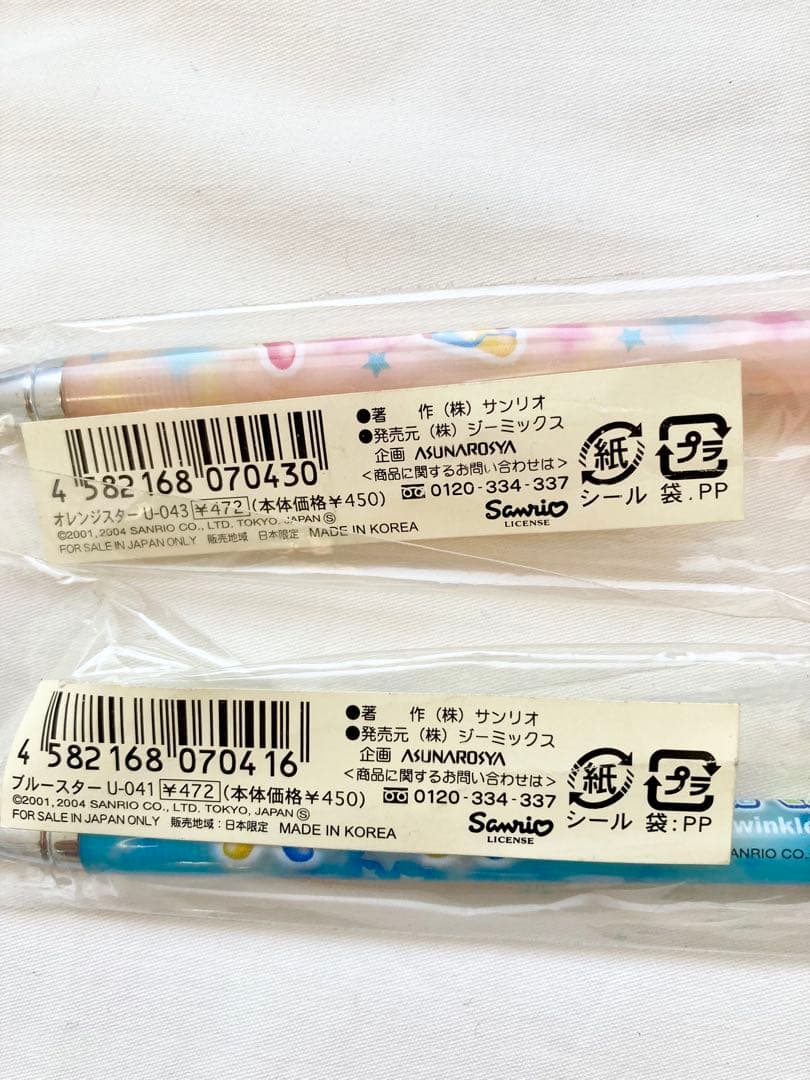 4 582168 070430
オレンジスター U-043 ¥472 (本体価格¥450)
©2001, 2004 SANRIO CO., LTD. TOKYO, JAPAN Ⓢ
FOR SALE IN JAPAN ONLY 販売地域 日本限定 MADE IN KOREA
●著 作 (株) サンリオ
●発売元 (株) ジーミックス
企画 ASUNAROSYA
<商品に関するお問い合わせは>
0120-334-337
Sanrio
LICENSE
紙
シール
プラ
袋.PP
4 582168 070416
ブルースター U-041 ¥472 (本体価格¥450)
©2001, 2004 SANRIO CO., LTD. TOKYO, JAPAN Ⓢ
FOR SALE IN JAPAN ONLY 販売地域:日本限定 MADE IN KOREA
●著 作 (株) サンリオ
●発売元 (株) ジーミックス
企画 ASUNAROSYA
<商品に関するお問い合わせは>
0120-334-337
Sanrio
LICENSE
紙
シール
プラ
袋:PP
winkle
ANRIO CO.